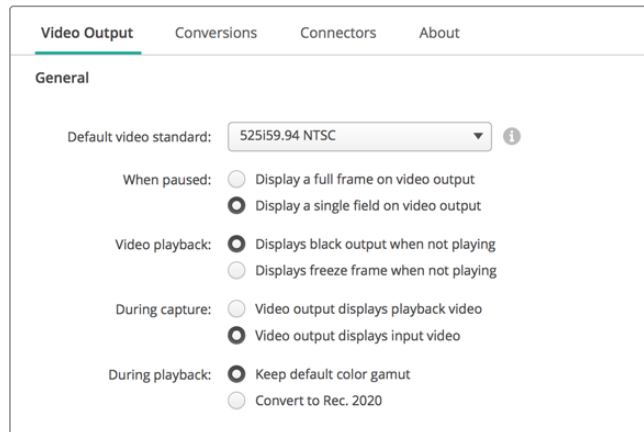 Video Output Conversions Connectors About
General
Default video standard: 525i59.94 NTSC
When paused: Display a full frame on video output
Display a single field on video output
Video playback: Displays black output when not playing
Displays freeze frame when not playing
During capture: Video output displays playback video
Video output displays input video
During playback: Keep default color gamut
Convert to Rec. 2020